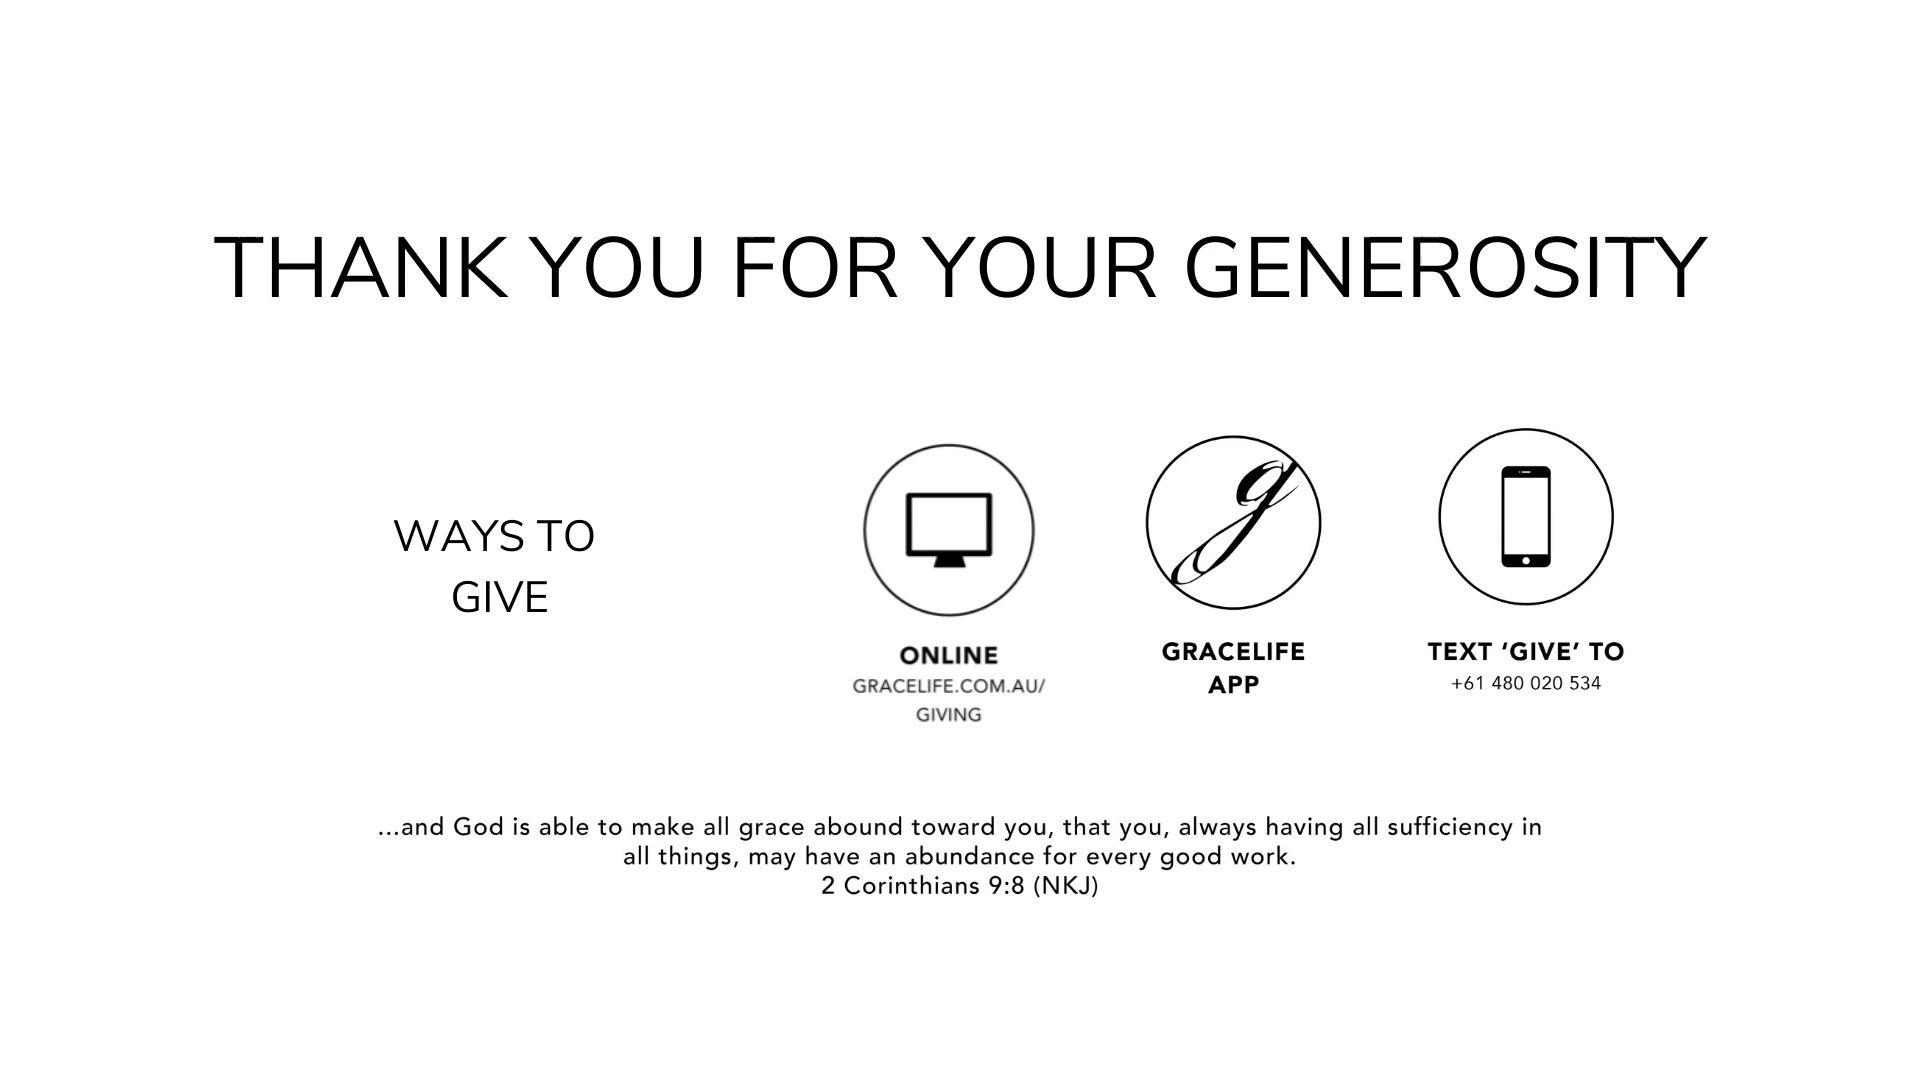 THANK YOU FOR YOUR GENEROSITY
WAYS TO
GIVE
ONLINE
GRACELIFE.COM.AU/
GIVING
g
GRACELIFE
APP
TEXT ‘GIVE’ TO
+61 480 020 534
...and God is able to make all grace abound toward you, that you, always having all sufficiency in
all things, may have an abundance for every good work.
2 Corinthians 9:8 (NKJ)